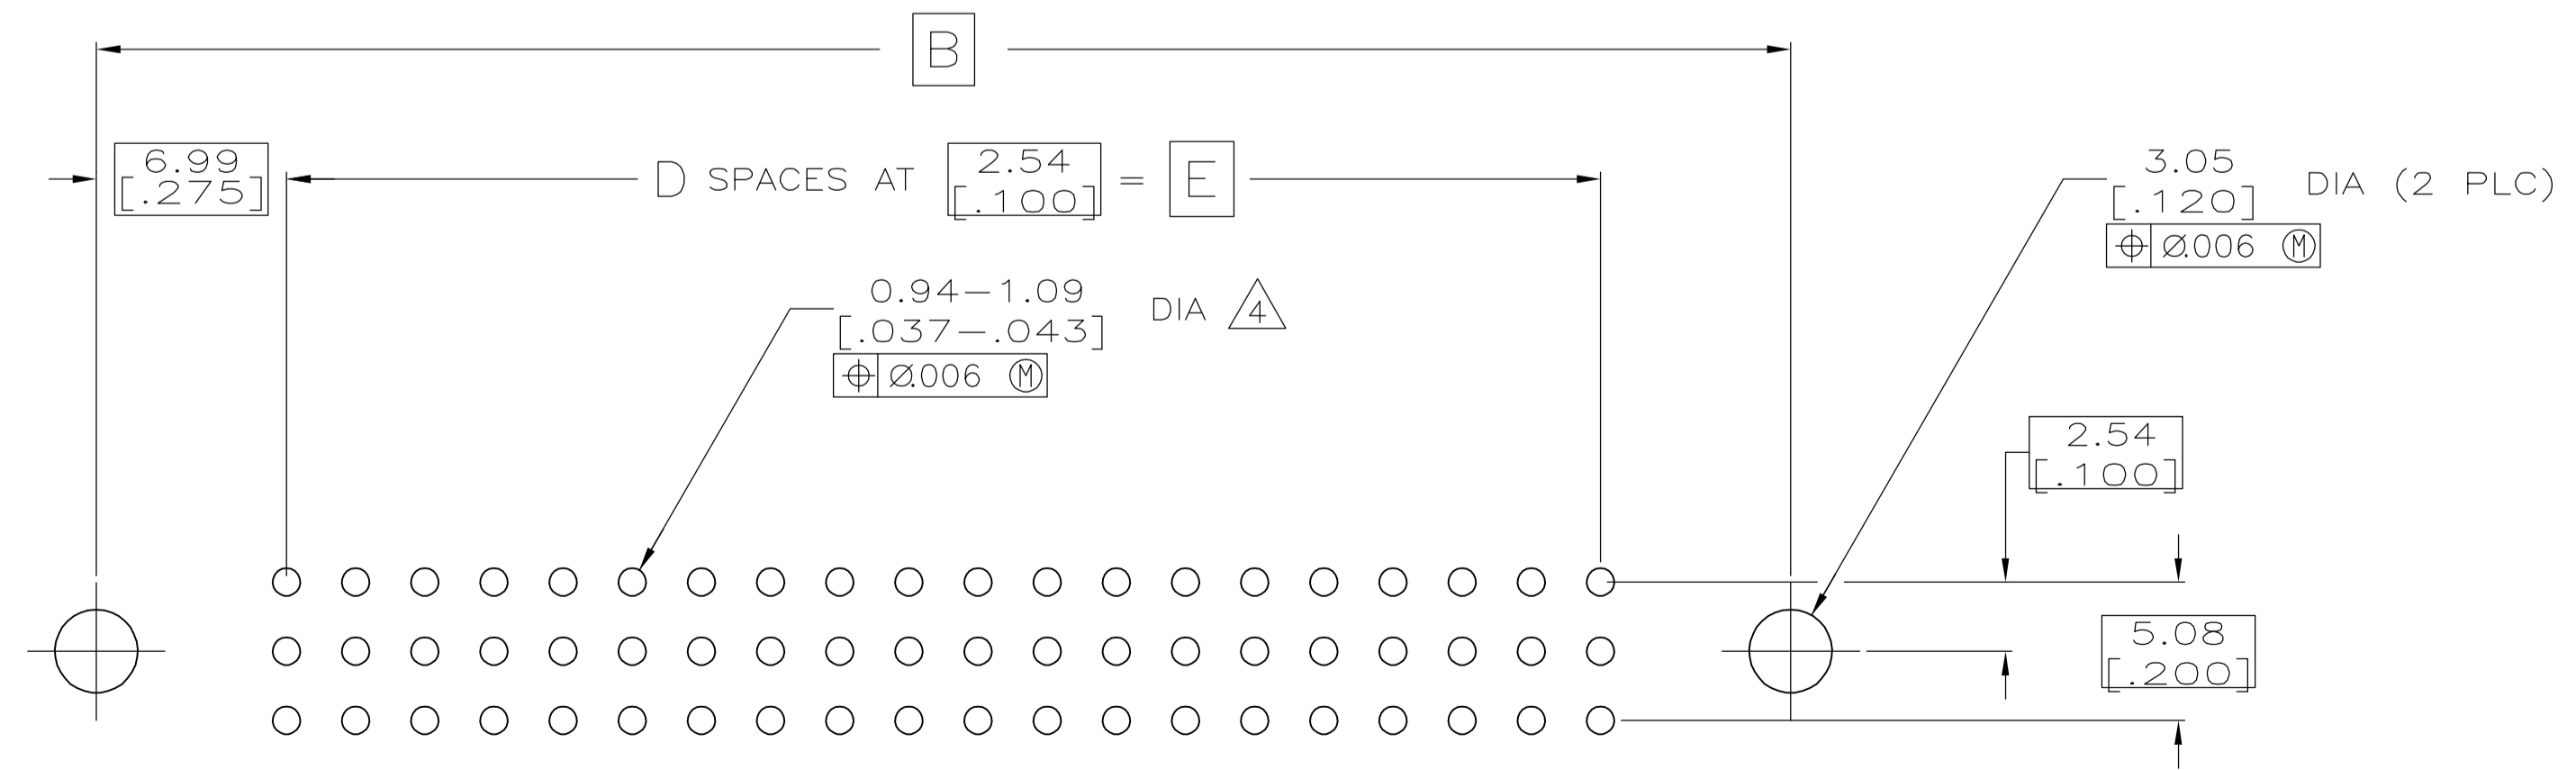 B
6.99
[.275]
D SPACES AT 2.54 [.100] = E
3.05
[.120] DIA (2 PLC)
⌖ Ø.006 Ⓜ
0.94–1.09
[.037–.043] DIA 4
⌖ Ø.006 Ⓜ
2.54
[.100]
5.08
[.200]